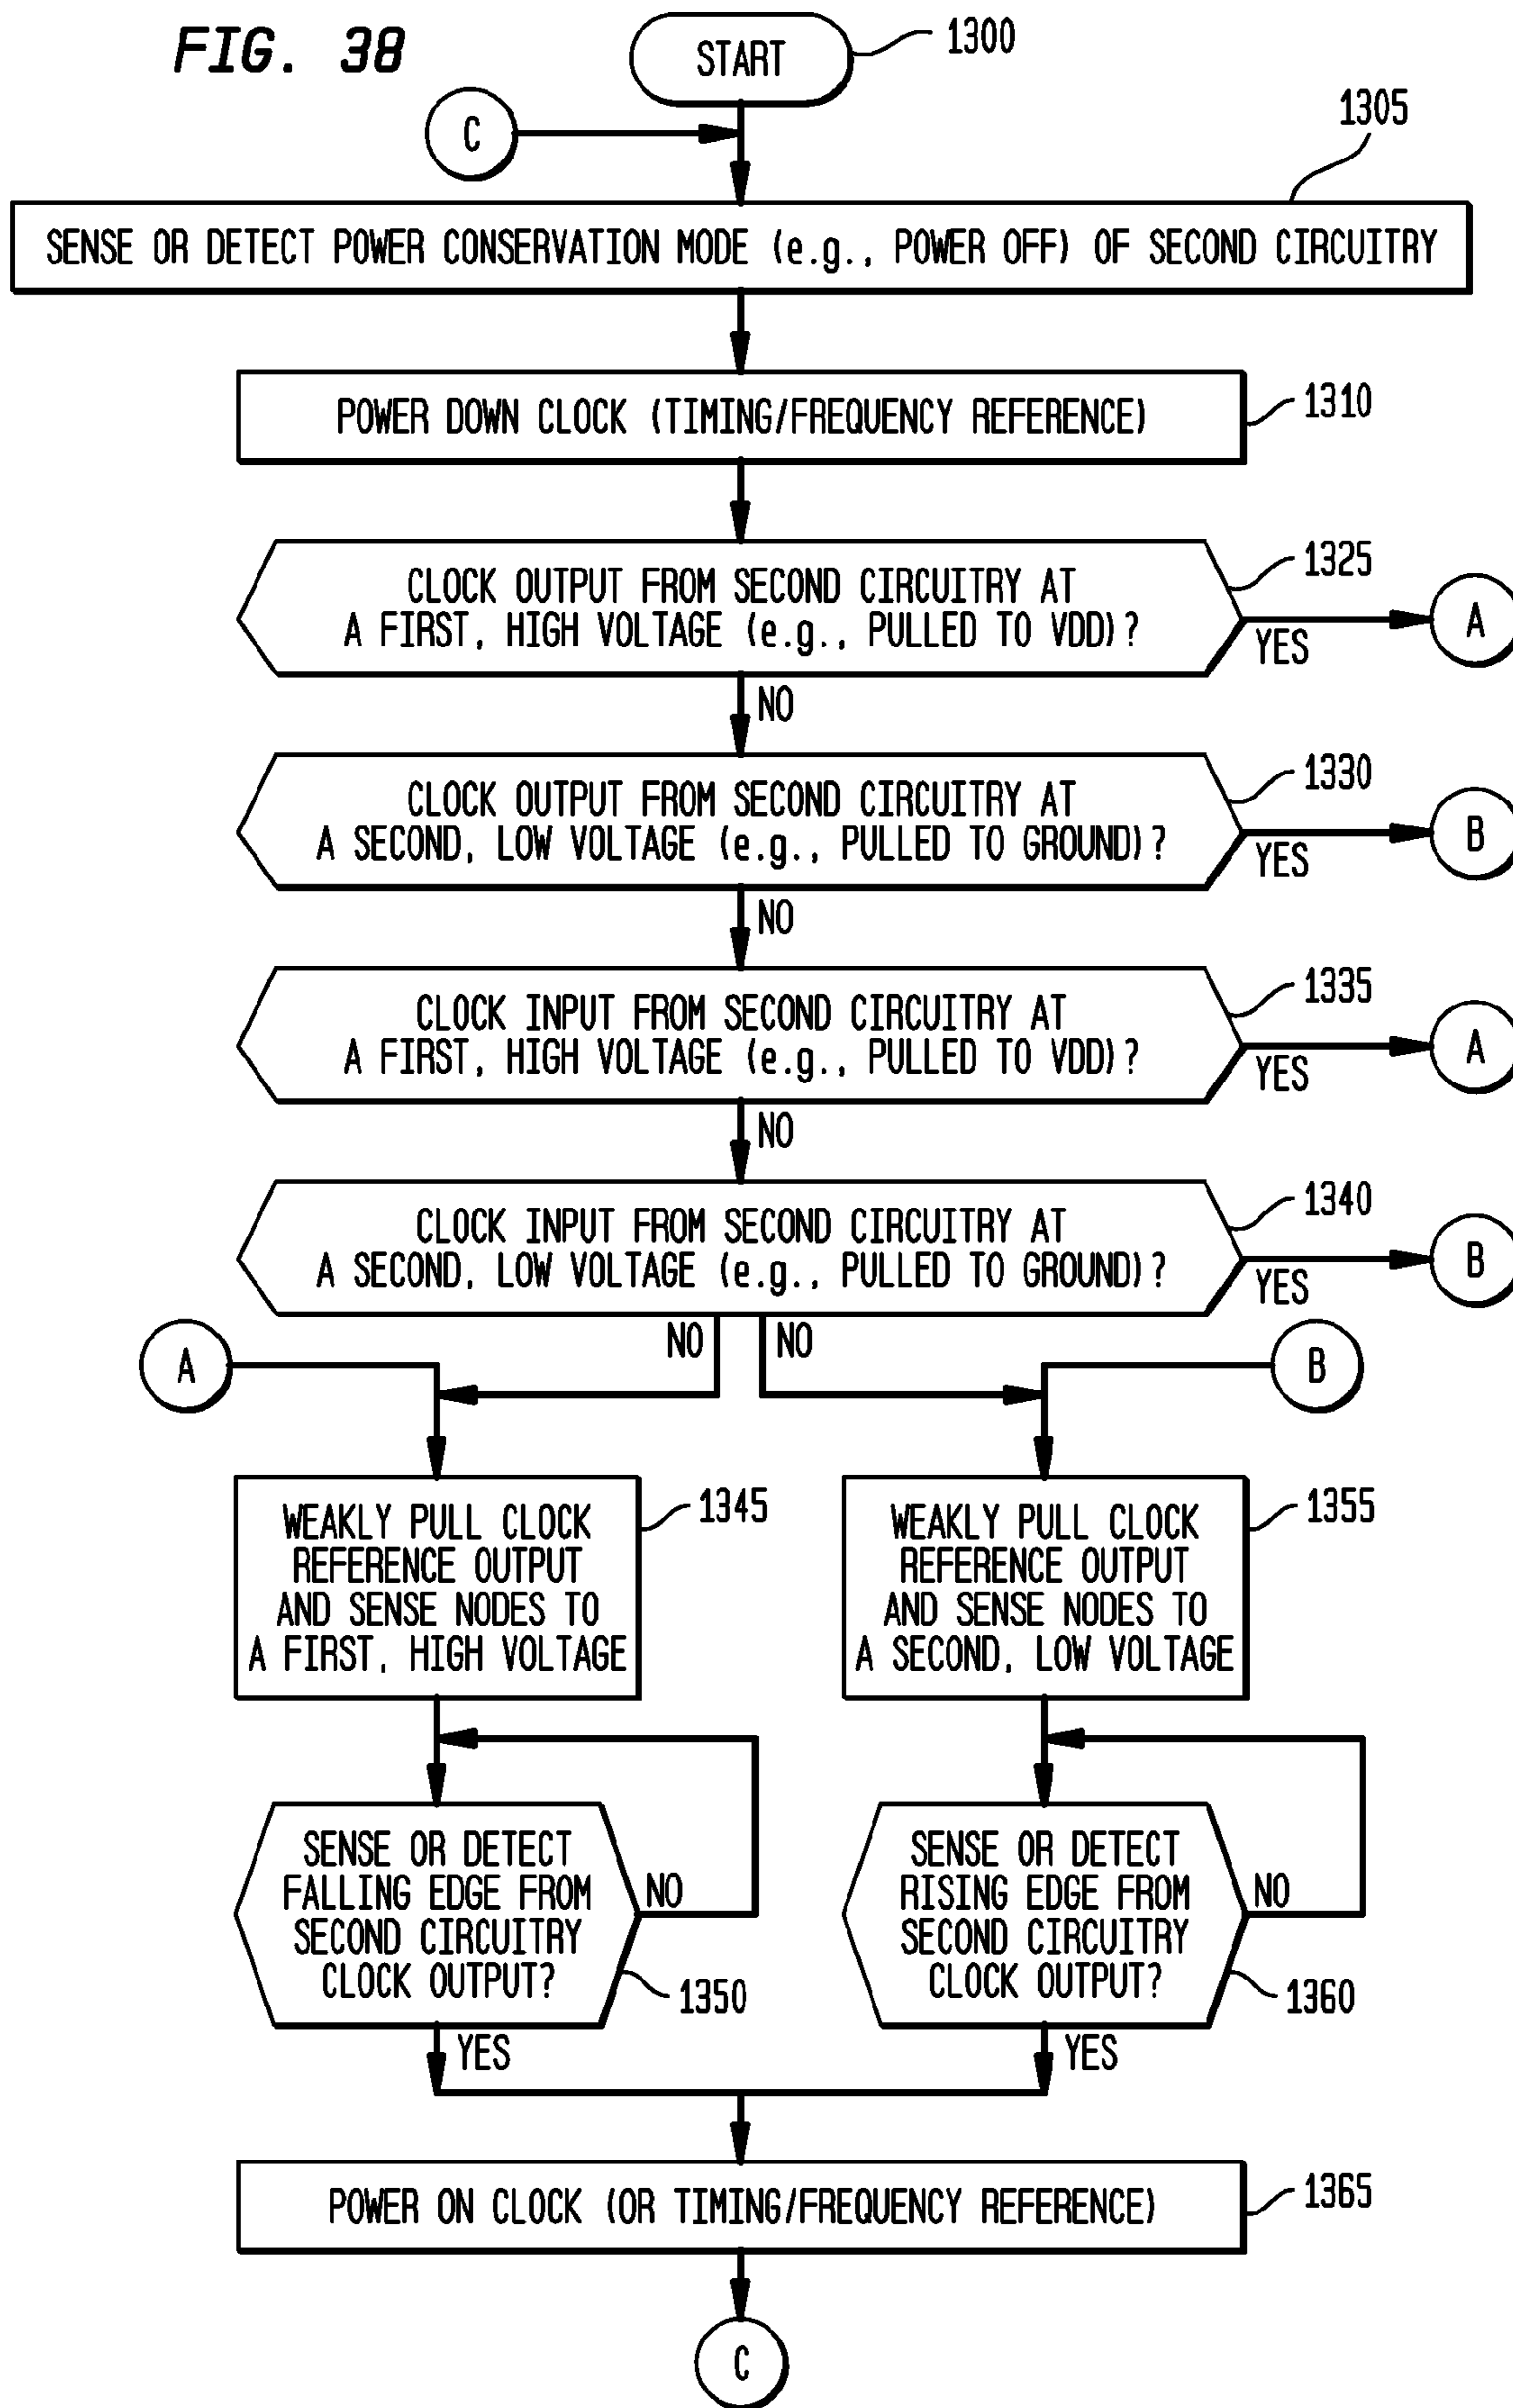 FIG. 38
START
1300
C
1305
SENSE OR DETECT POWER CONSERVATION MODE (e.g., POWER OFF) OF SECOND CIRCUITRY
POWER DOWN CLOCK (TIMING/FREQUENCY REFERENCE)
1310
CLOCK OUTPUT FROM SECOND CIRCUITRY AT
A FIRST, HIGH VOLTAGE (e.g., PULLED TO VDD)?
1325
YES
A
NO
CLOCK OUTPUT FROM SECOND CIRCUITRY AT
A SECOND, LOW VOLTAGE (e.g., PULLED TO GROUND)?
1330
YES
B
NO
CLOCK INPUT FROM SECOND CIRCUITRY AT
A FIRST, HIGH VOLTAGE (e.g., PULLED TO VDD)?
1335
YES
A
NO
CLOCK INPUT FROM SECOND CIRCUITRY AT
A SECOND, LOW VOLTAGE (e.g., PULLED TO GROUND)?
1340
YES
B
NO
NO
A
B
WEAKLY PULL CLOCK
REFERENCE OUTPUT
AND SENSE NODES TO
A FIRST, HIGH VOLTAGE
1345
WEAKLY PULL CLOCK
REFERENCE OUTPUT
AND SENSE NODES TO
A SECOND, LOW VOLTAGE
1355
SENSE OR DETECT
FALLING EDGE FROM
SECOND CIRCUITRY
CLOCK OUTPUT?
NO
1350
YES
SENSE OR DETECT
RISING EDGE FROM
SECOND CIRCUITRY
CLOCK OUTPUT?
NO
1360
YES
POWER ON CLOCK (OR TIMING/FREQUENCY REFERENCE)
1365
C